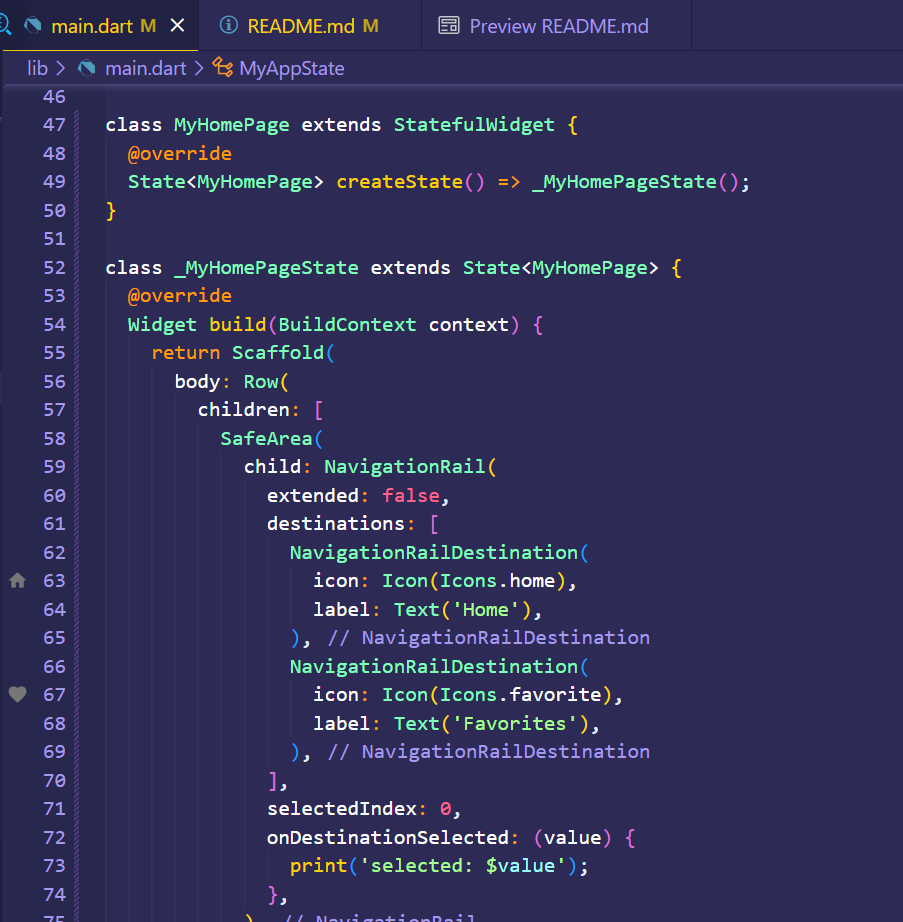 main.dart M README.md M Preview README.md
lib > main.dart > MyAppState
46
47 class MyHomePage extends StatefulWidget {
48 @override
49 State<MyHomePage> createState() => _MyHomePageState();
50 }
51
52 class _MyHomePageState extends State<MyHomePage> {
53 @override
54 Widget build(BuildContext context) {
55 return Scaffold(
56 body: Row(
57 children: [
58 SafeArea(
59 child: NavigationRail(
60 extended: false,
61 destinations: [
62 NavigationRailDestination(
63 icon: Icon(Icons.home),
64 label: Text('Home'),
65 ), // NavigationRailDestination
66 NavigationRailDestination(
67 icon: Icon(Icons.favorite),
68 label: Text('Favorites'),
69 ), // NavigationRailDestination
70 ],
71 selectedIndex: 0,
72 onDestinationSelected: (value) {
73 print('selected: $value');
74 },
75 ), // NavigationRail